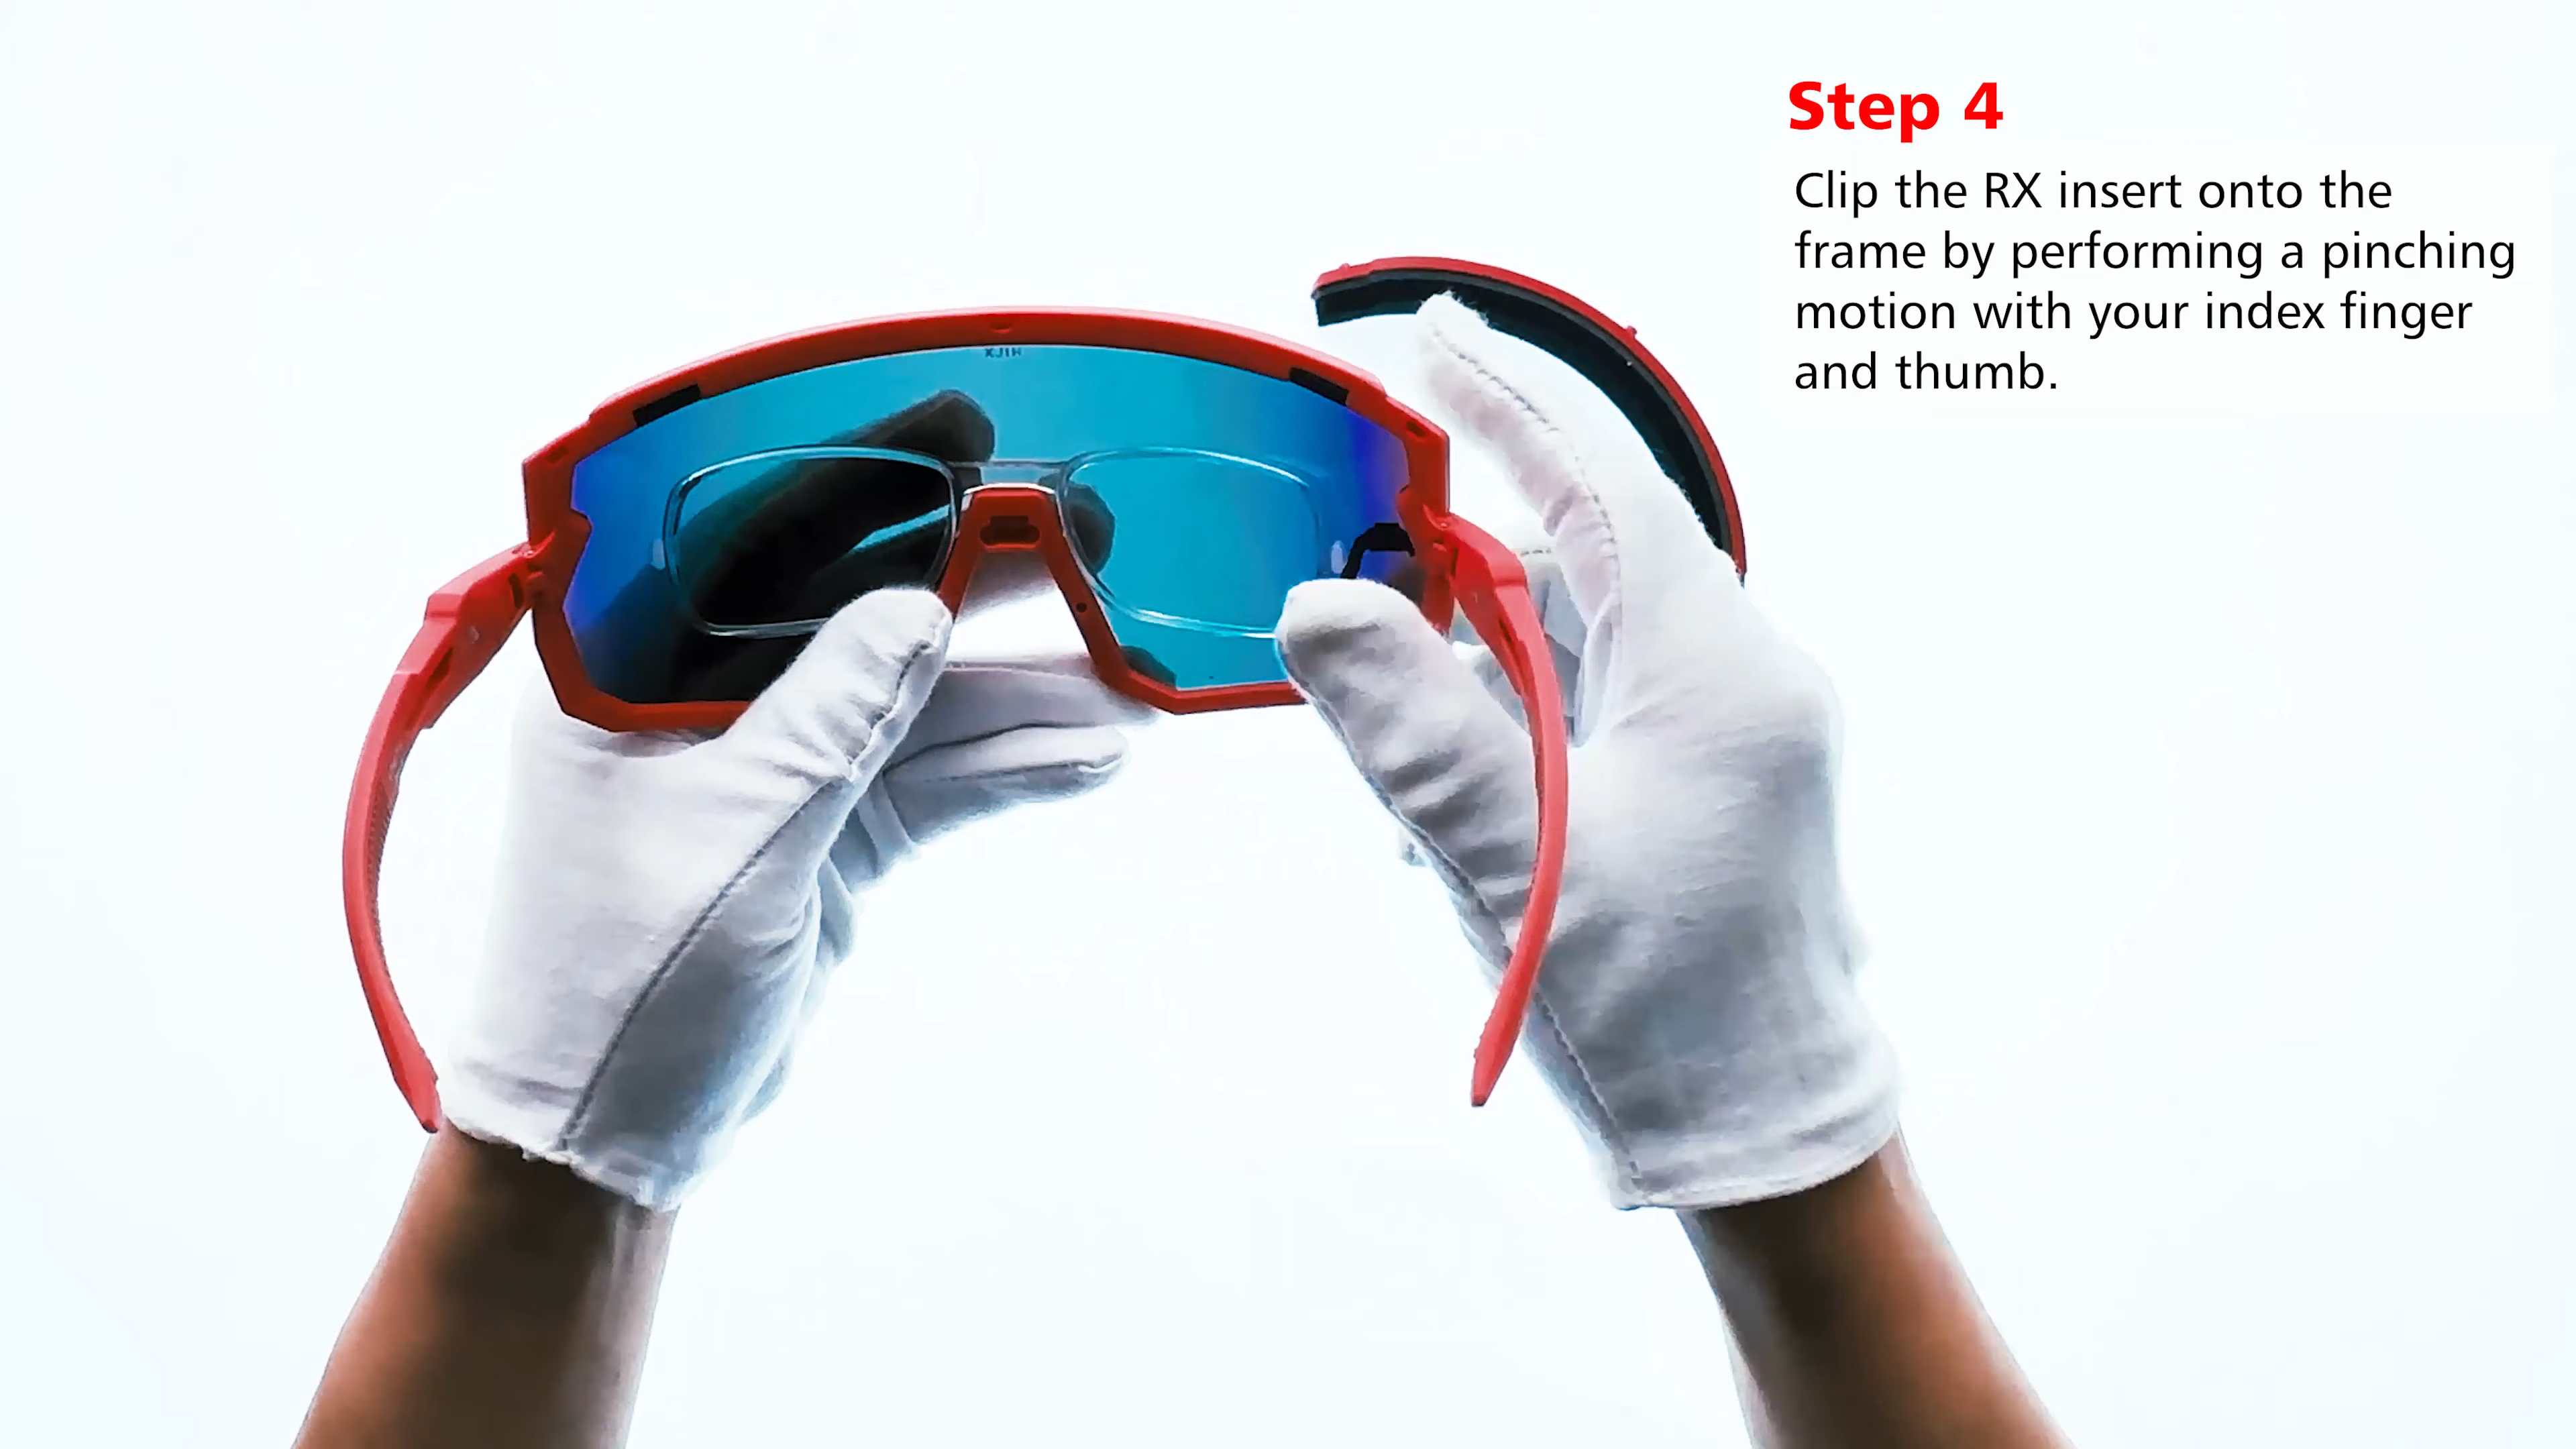 Step 4
Clip the RX insert onto the
frame by performing a pinching
motion with your index finger
and thumb.